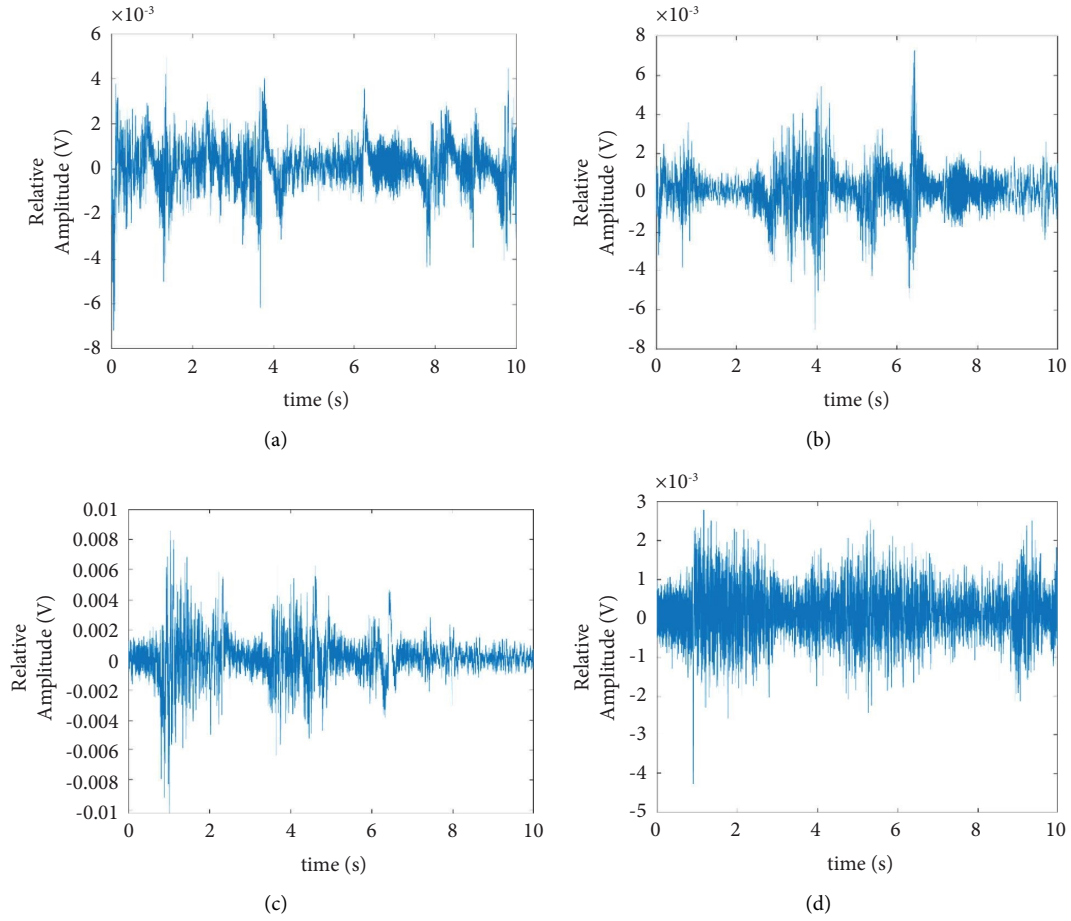 ×10-3
6
4
2
0
-2
-4
-6
-8
Relative
Amplitude (V)
0 2 4 6 8 10
time (s)
(a)
×10-3
8
6
4
2
0
-2
-4
-6
-8
Relative
Amplitude (V)
0 2 4 6 8 10
time (s)
(b)
0.01
0.008
0.006
0.004
0.002
0
-0.002
-0.004
-0.006
-0.008
-0.01
Relative
Amplitude (V)
0 2 4 6 8 10
time (s)
(c)
×10-3
3
2
1
0
-1
-2
-3
-4
-5
Relative
Amplitude (V)
0 2 4 6 8 10
time (s)
(d)